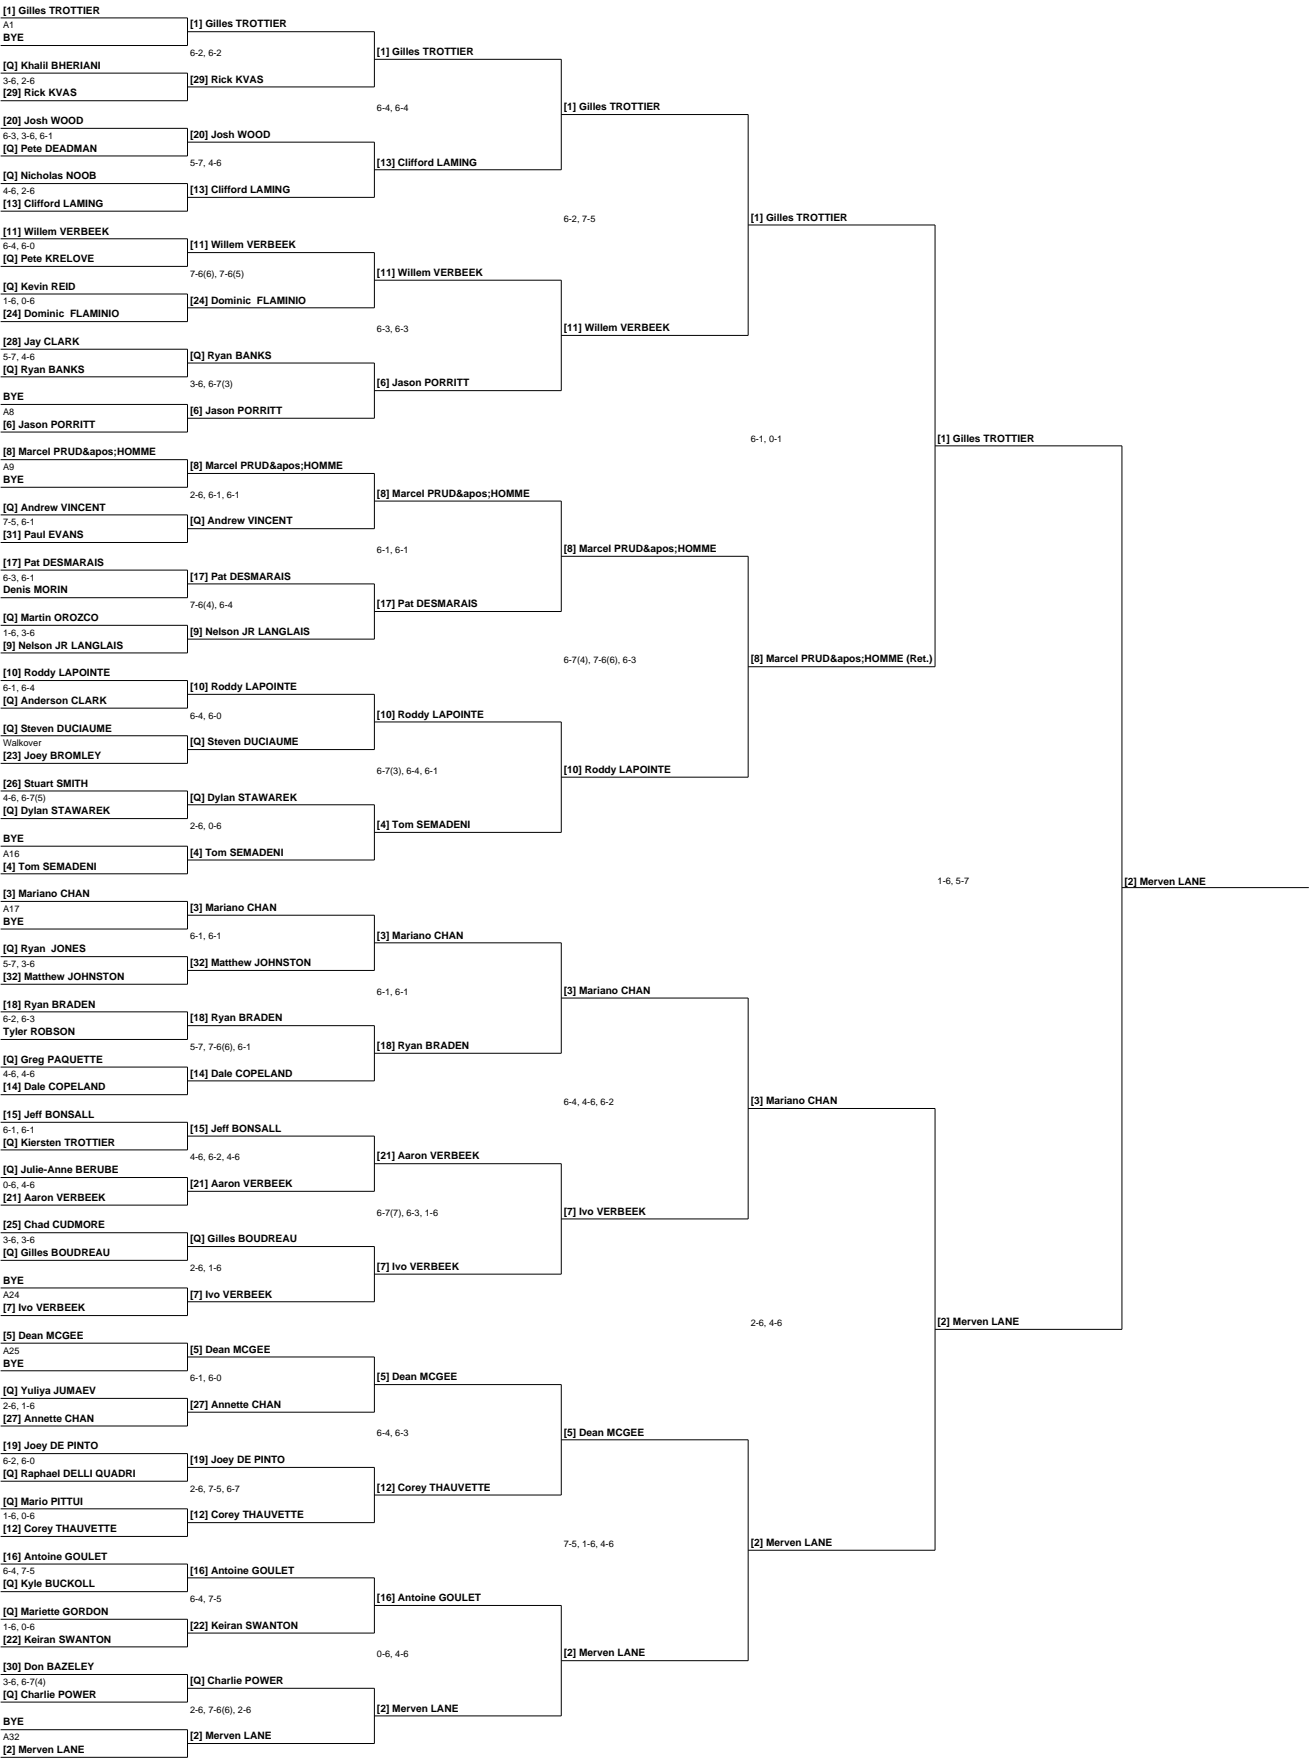 [1] Gilles TROTTIER
A1
BYE
[Q] Khalil BHERIANI
3-6, 2-6
[29] Rick KVAS
[20] Josh WOOD
6-3, 3-6, 6-1
[Q] Pete DEADMAN
[Q] Nicholas NOOB
4-6, 2-6
[13] Clifford LAMING
[11] Willem VERBEEK
6-4, 6-0
[Q] Pete KRELOVE
[Q] Kevin REID
1-6, 0-6
[24] Dominic  FLAMINIO
[28] Jay CLARK
5-7, 4-6
[Q] Ryan BANKS
BYE
A8
[6] Jason PORRITT
[8] Marcel PRUD&apos;HOMME
A9
BYE
[Q] Andrew VINCENT
7-5, 6-1
[31] Paul EVANS
[17] Pat DESMARAIS
6-3, 6-1
Denis MORIN
[Q] Martin OROZCO
1-6, 3-6
[9] Nelson JR LANGLAIS
[10] Roddy LAPOINTE
6-1, 6-4
[Q] Anderson CLARK
[Q] Steven DUCIAUME
Walkover
[23] Joey BROMLEY
[26] Stuart SMITH
4-6, 6-7(5)
[Q] Dylan STAWAREK
BYE
A16
[4] Tom SEMADENI
[3] Mariano CHAN
A17
BYE
[Q] Ryan  JONES
5-7, 3-6
[32] Matthew JOHNSTON
[18] Ryan BRADEN
6-2, 6-3
Tyler ROBSON
[Q] Greg PAQUETTE
4-6, 4-6
[14] Dale COPELAND
[15] Jeff BONSALL
6-1, 6-1
[Q] Kiersten TROTTIER
[Q] Julie-Anne BERUBE
0-6, 4-6
[21] Aaron VERBEEK
[25] Chad CUDMORE
3-6, 3-6
[Q] Gilles BOUDREAU
BYE
A24
[7] Ivo VERBEEK
[5] Dean MCGEE
A25
BYE
[Q] Yuliya JUMAEV
2-6, 1-6
[27] Annette CHAN
[19] Joey DE PINTO
6-2, 6-0
[Q] Raphael DELLI QUADRI
[Q] Mario PITTUI
1-6, 0-6
[12] Corey THAUVETTE
[16] Antoine GOULET
6-4, 7-5
[Q] Kyle BUCKOLL
[Q] Mariette GORDON
1-6, 0-6
[22] Keiran SWANTON
[30] Don BAZELEY
3-6, 6-7(4)
[Q] Charlie POWER
BYE
A32
[2] Merven LANE
[1] Gilles TROTTIER
6-2, 6-2
[29] Rick KVAS
[20] Josh WOOD
5-7, 4-6
[13] Clifford LAMING
[11] Willem VERBEEK
7-6(6), 7-6(5)
[24] Dominic  FLAMINIO
[Q] Ryan BANKS
3-6, 6-7(3)
[6] Jason PORRITT
[8] Marcel PRUD&apos;HOMME
2-6, 6-1, 6-1
[Q] Andrew VINCENT
[17] Pat DESMARAIS
7-6(4), 6-4
[9] Nelson JR LANGLAIS
[10] Roddy LAPOINTE
6-4, 6-0
[Q] Steven DUCIAUME
[Q] Dylan STAWAREK
2-6, 0-6
[4] Tom SEMADENI
[3] Mariano CHAN
6-1, 6-1
[32] Matthew JOHNSTON
[18] Ryan BRADEN
5-7, 7-6(6), 6-1
[14] Dale COPELAND
[15] Jeff BONSALL
4-6, 6-2, 4-6
[21] Aaron VERBEEK
[Q] Gilles BOUDREAU
2-6, 1-6
[7] Ivo VERBEEK
[5] Dean MCGEE
6-1, 6-0
[27] Annette CHAN
[19] Joey DE PINTO
2-6, 7-5, 6-7
[12] Corey THAUVETTE
[16] Antoine GOULET
6-4, 7-5
[22] Keiran SWANTON
[Q] Charlie POWER
2-6, 7-6(6), 2-6
[2] Merven LANE
[1] Gilles TROTTIER
6-4, 6-4
[13] Clifford LAMING
[11] Willem VERBEEK
6-3, 6-3
[6] Jason PORRITT
[8] Marcel PRUD&apos;HOMME
6-1, 6-1
[17] Pat DESMARAIS
[10] Roddy LAPOINTE
6-7(3), 6-4, 6-1
[4] Tom SEMADENI
[3] Mariano CHAN
6-1, 6-1
[18] Ryan BRADEN
[21] Aaron VERBEEK
6-7(7), 6-3, 1-6
[7] Ivo VERBEEK
[5] Dean MCGEE
6-4, 6-3
[12] Corey THAUVETTE
[16] Antoine GOULET
0-6, 4-6
[2] Merven LANE
[1] Gilles TROTTIER
6-2, 7-5
[11] Willem VERBEEK
[8] Marcel PRUD&apos;HOMME
6-7(4), 7-6(6), 6-3
[10] Roddy LAPOINTE
[3] Mariano CHAN
6-4, 4-6, 6-2
[7] Ivo VERBEEK
[5] Dean MCGEE
7-5, 1-6, 4-6
[2] Merven LANE
[1] Gilles TROTTIER
6-1, 0-1
[8] Marcel PRUD&apos;HOMME (Ret.)
[3] Mariano CHAN
2-6, 4-6
[2] Merven LANE
[1] Gilles TROTTIER
1-6, 5-7
[2] Merven LANE
[2] Merven LANE